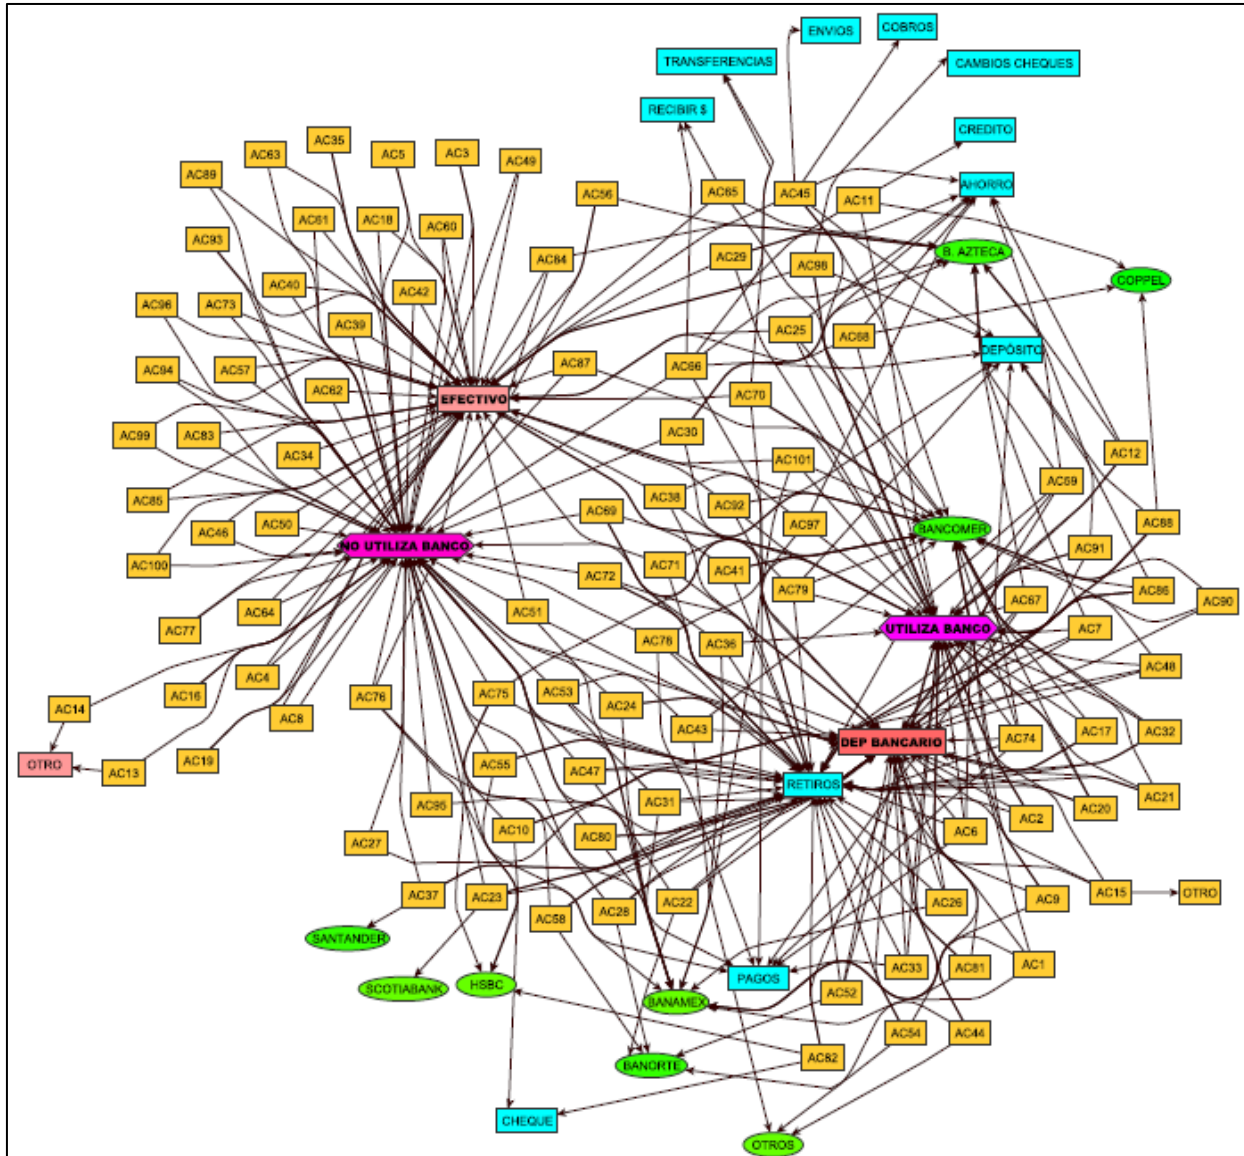 ENVIOS
COBROS
TRANSFERENCIAS
CAMBIOS CHEQUES
RECIBIR $
CREDITO
AC35
AC63
AC5
AC3
AC49
AC89
AC56
AC65
AC45
AC11
AHORRO
AC61
AC18
AC60
AC93
AC84
AC29
AC98
B. AZTECA
COPPEL
AC40
AC42
AC96
AC73
AC39
AC25
AC68
DEPÓSITO
AC94
AC57
AC87
AC66
AC62
EFECTIVO
AC70
AC99
AC83
AC30
AC34
AC101
AC12
AC59
AC85
AC46
AC50
AC38
AC92
AC69
AC97
BANCOMER
AC88
NO UTILIZA BANCO
AC100
AC72
AC71
AC41
AC79
AC91
AC86
AC90
AC64
AC77
AC51
AC78
AC36
UTILIZA BANCO
AC67
AC7
AC4
AC16
AC76
AC75
AC53
AC24
AC48
AC14
AC8
AC43
DEP BANCARIO
AC74
AC17
AC32
OTRO
AC13
AC19
AC55
AC47
RETIROS
AC95
AC10
AC31
AC6
AC2
AC20
AC21
AC27
AC80
AC37
AC23
AC58
AC28
AC22
AC26
AC9
AC15
OTRO
SANTANDER
SCOTIABANK
HSBC
BANAMEX
PAGOS
AC33
AC81
AC1
AC52
AC54
AC44
BANORTE
AC82
CHEQUE
OTROS